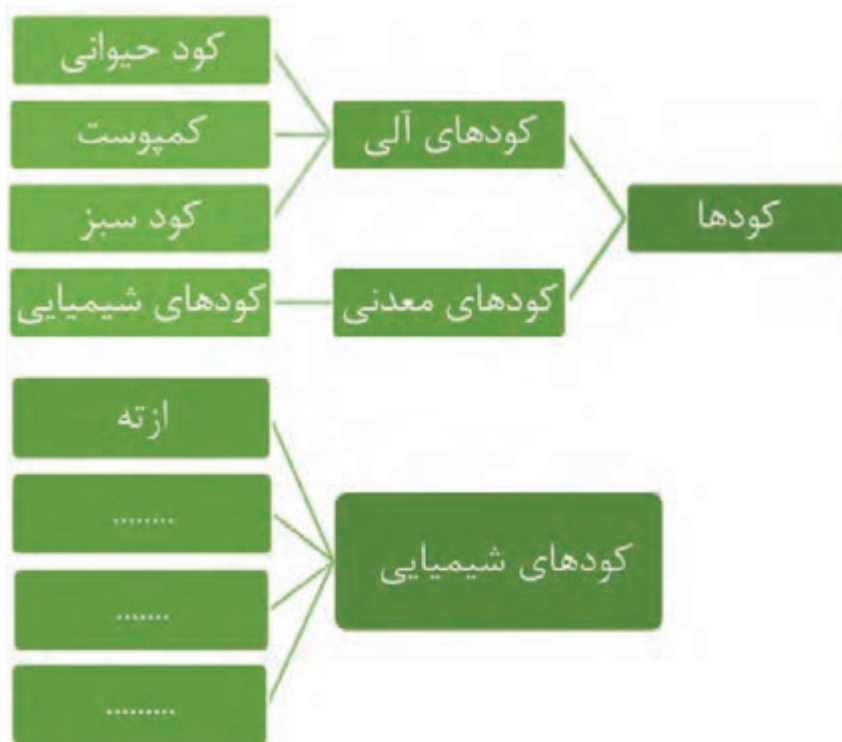 کودها
کودهای آلی
کود حیوانی
کمپوست
کود سبز
کودهای معدنی
کودهای شیمیایی
کودهای شیمیایی
ازته
........
.......
.........